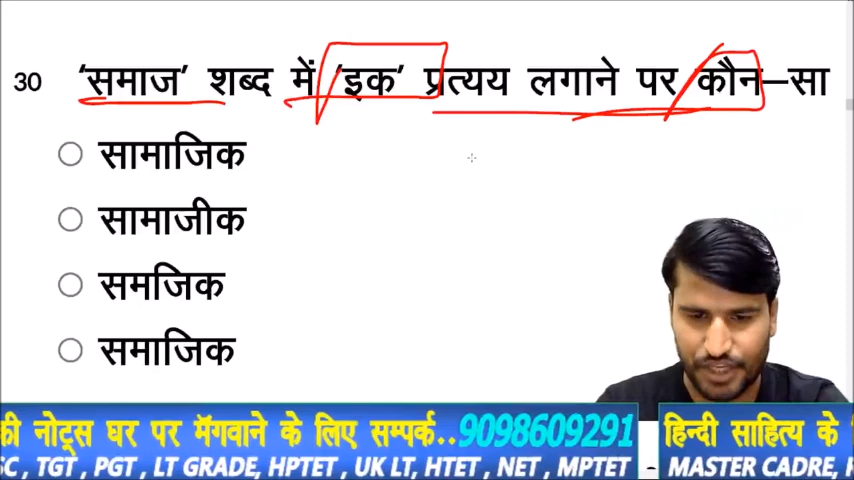 30 'समाज' शब्द में 'इक' प्रत्यय लगाने पर कौन–सा
सामाजिक
सामाजीक
समजिक
समाजिक
की नोट्स घर पर मँगवाने के लिए सम्पर्क..9098609291 हिन्दी साहित्य के
SC , TGT , PGT , LT GRADE, HPTET , UK LT, HTET , NET , MPTET - MASTER CADRE,